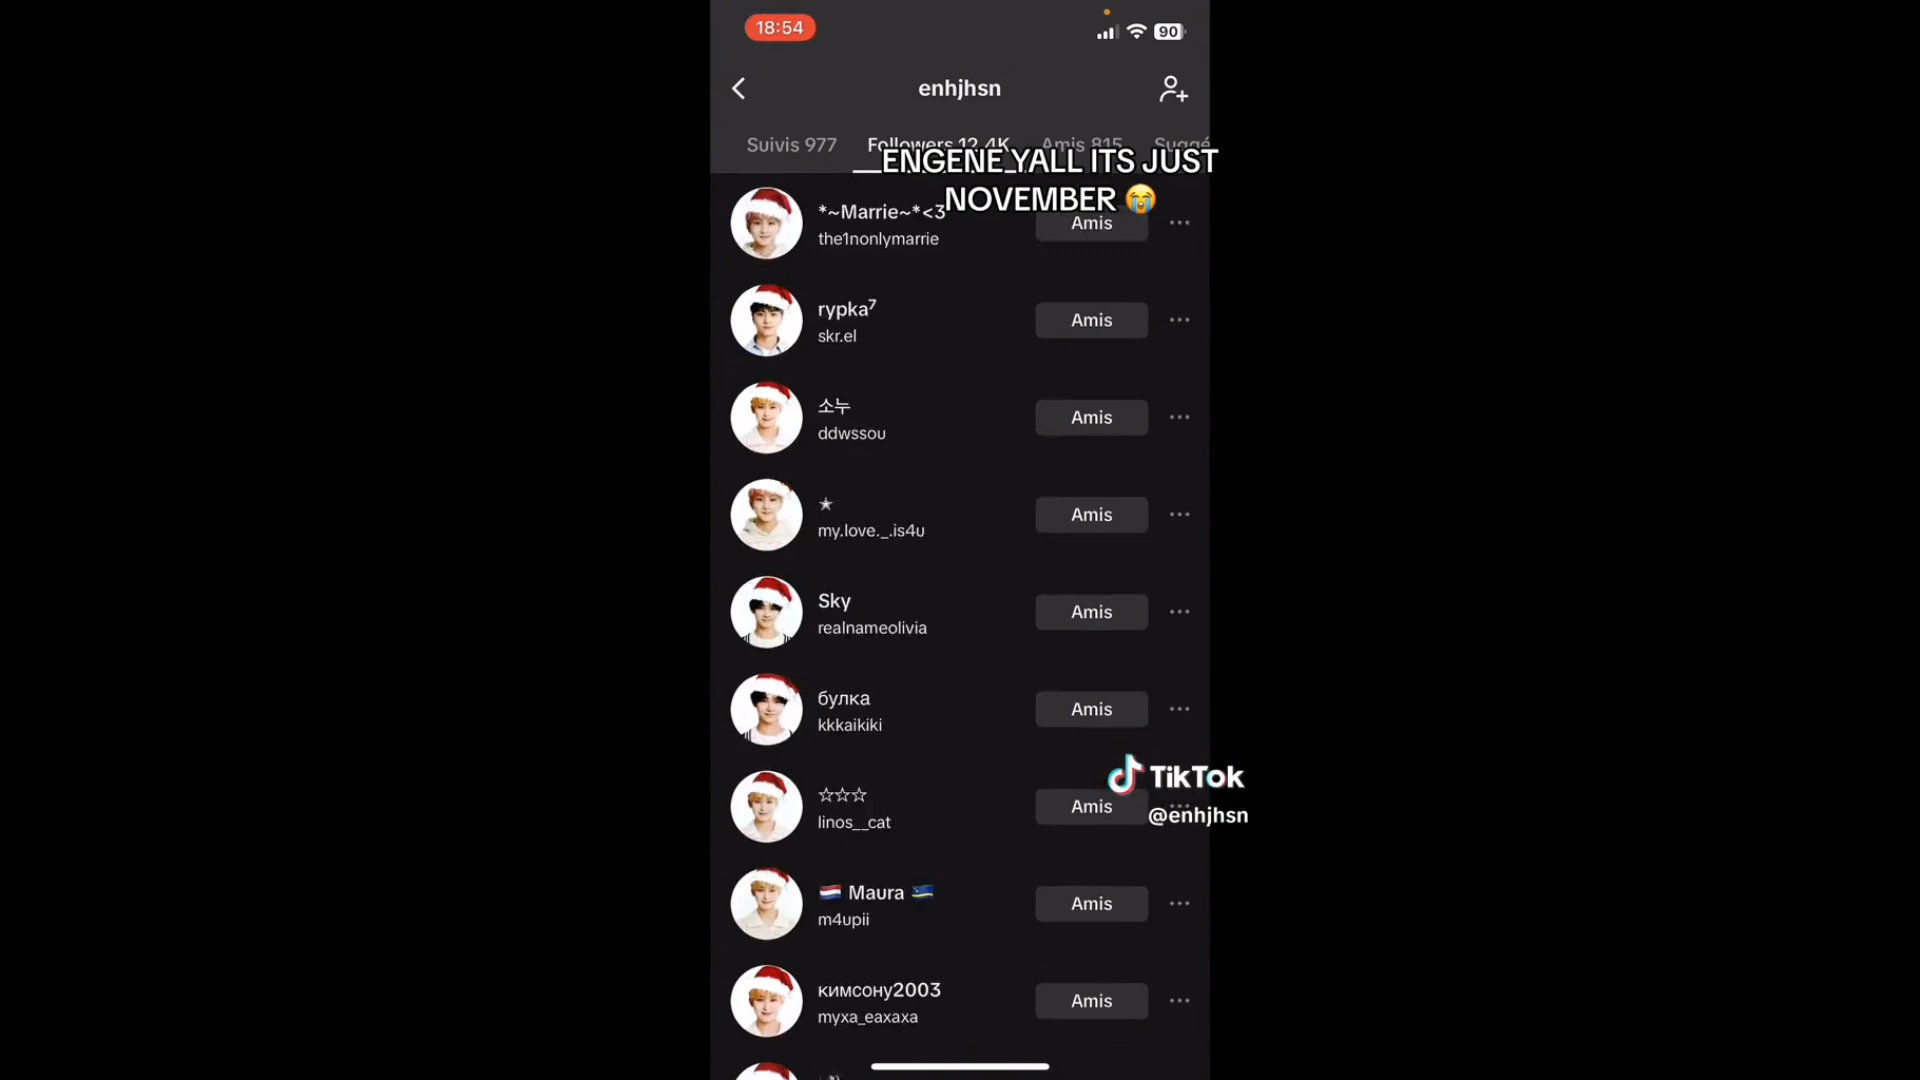 18:54
90
enhjhsn
Suivis 977
Followers 12.4K
Amis 815
Suggé
ENGENE YALL ITS JUST
NOVEMBER 😭
*~Marrie~*<3
the1nonlymarrie
Amis
rypka⁷
skr.el
Amis
소누
ddwssou
Amis
★
my.love._.is4u
Amis
Sky
realnameolivia
Amis
булка
kkkaikiki
Amis
☆☆☆
linos__cat
Amis
TikTok
@enhjhsn
🇳🇱 Maura 🇨🇼
m4upii
Amis
кимсону2003
myxa_eaxaxa
Amis